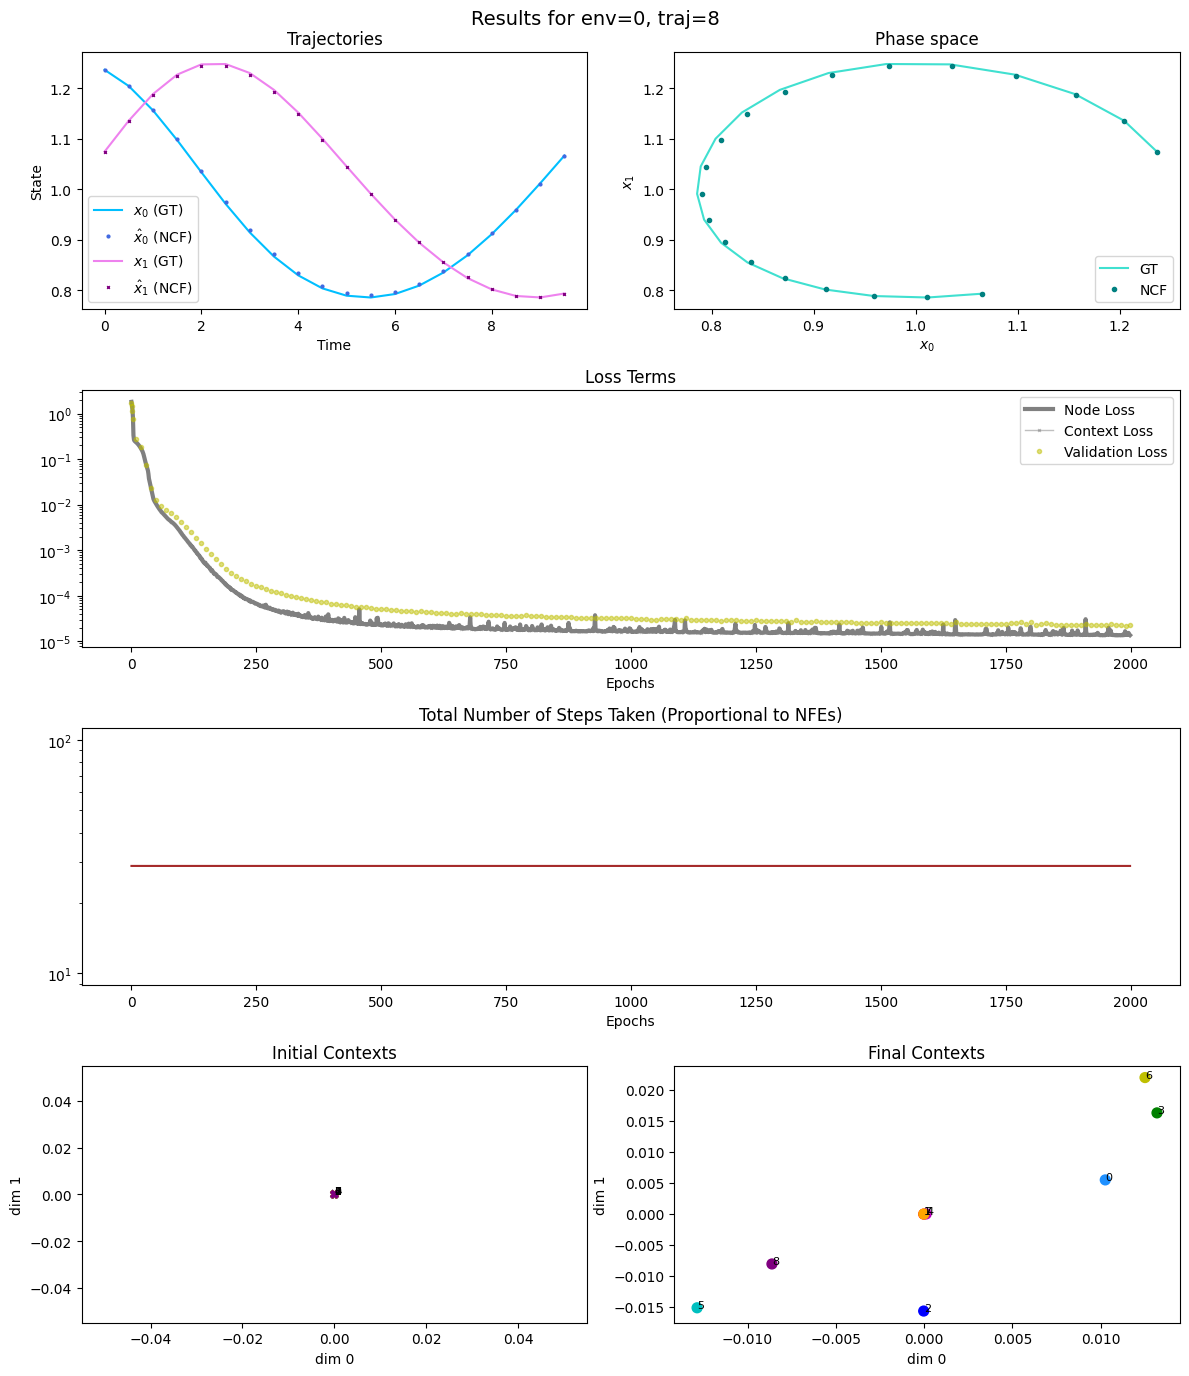 Results for env=0, traj=8
Trajectories
State
1.2
1.1
1.0
0.9
0.8
x₀ (GT)
x̂₀ (NCF)
x₁ (GT)
x̂₁ (NCF)
0 2 4 6 8
Time
Phase space
x₁
1.2
1.1
1.0
0.9
0.8
GT
NCF
0.8 0.9 1.0 1.1 1.2
x₀
Loss Terms
10⁰
10⁻¹
10⁻²
10⁻³
10⁻⁴
10⁻⁵
Node Loss
Context Loss
Validation Loss
0 250 500 750 1000 1250 1500 1750 2000
Epochs
Total Number of Steps Taken (Proportional to NFEs)
10²
10¹
0 250 500 750 1000 1250 1500 1750 2000
Epochs
Initial Contexts
dim 1
0.04
0.02
0.00
−0.02
−0.04
−0.04 −0.02 0.00 0.02 0.04
dim 0
Final Contexts
dim 1
0.020
0.015
0.010
0.005
0.000
−0.005
−0.010
−0.015
6
3
0
4
8
5
2
−0.010 −0.005 0.000 0.005 0.010
dim 0